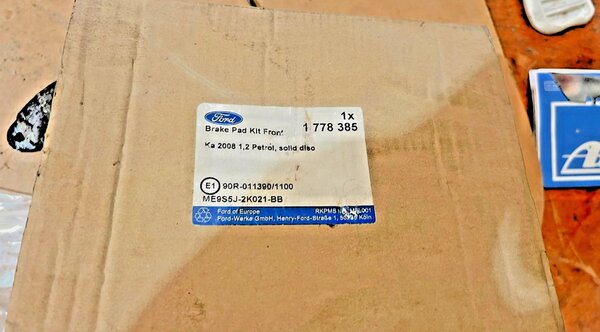 Ford
1x
Brake Pad Kit Front
1 778 385
Ka 2008 1,2 Petrol, solid disc
E1 90R-011390/1100
ME9S5J-2K021-BB
Ford of Europe
Ford-Werke GmbH, Henry-Ford-Straße 1, Köln